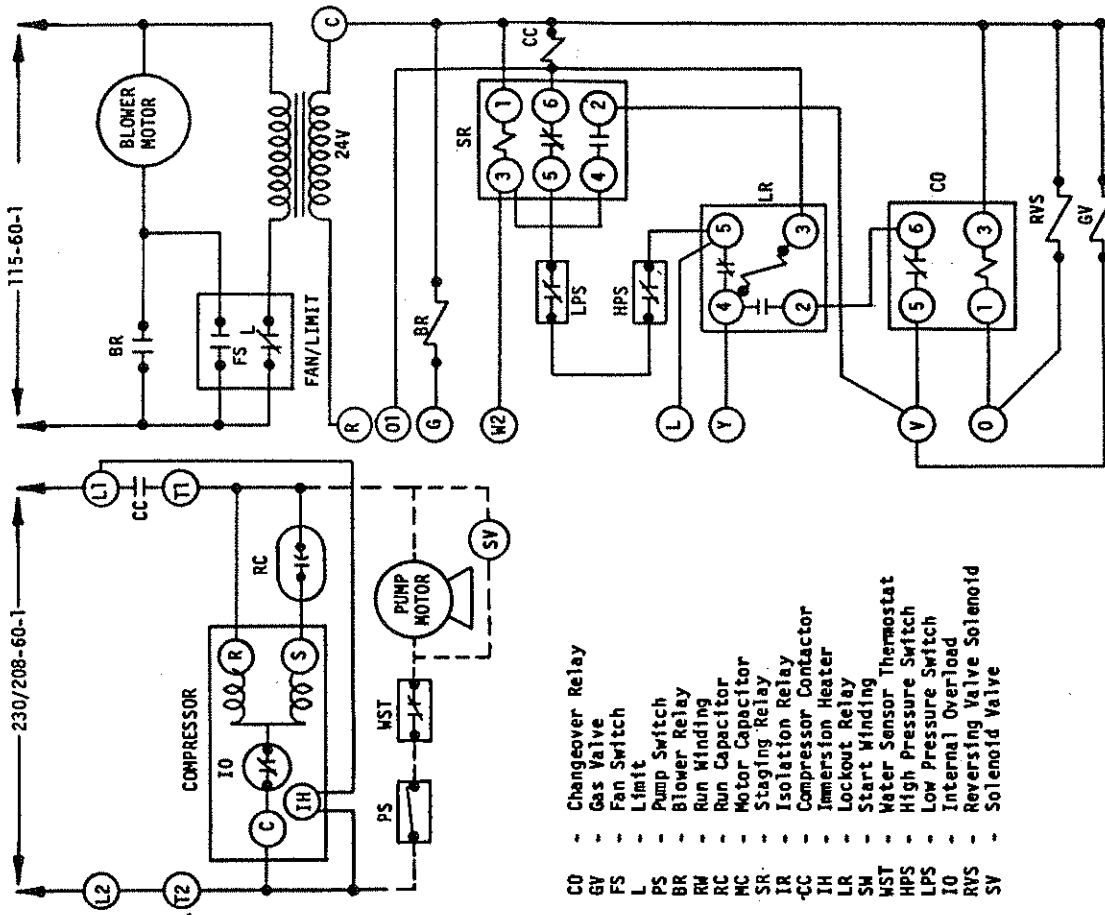 230/208-60-1
115-60-1
L2
T2
L1
CC
T1
COMPRESSOR
IO
C
IH
R
S
RC
PS
WST
PUMP
MOTOR
SV
BR
BLOWER
MOTOR
FS
L
FAN/LIMIT
24V
C
R
O1
G
BR
W2
SR
3
1
5
6
4
2
CC
LPS
HPS
L
Y
LR
5
4
3
2
V
O
CO
5
6
1
3
RVS
GV
CO - Changeover Relay
GV - Gas Valve
FS - Fan Switch
L - Limit
PS - Pump Switch
BR - Blower Relay
RW - Run Winding
RC - Run Capacitor
MC - Motor Capacitor
SR - Staging Relay
IR - Isolation Relay
CC - Compressor Contactor
IH - Immersion Heater
LR - Lockout Relay
SW - Start Winding
WST - Water Sensor Thermostat
HPS - High Pressure Switch
LPS - Low Pressure Switch
IO - Internal Overload
RVS - Reversing Valve Solenoid
SV - Solenoid Valve